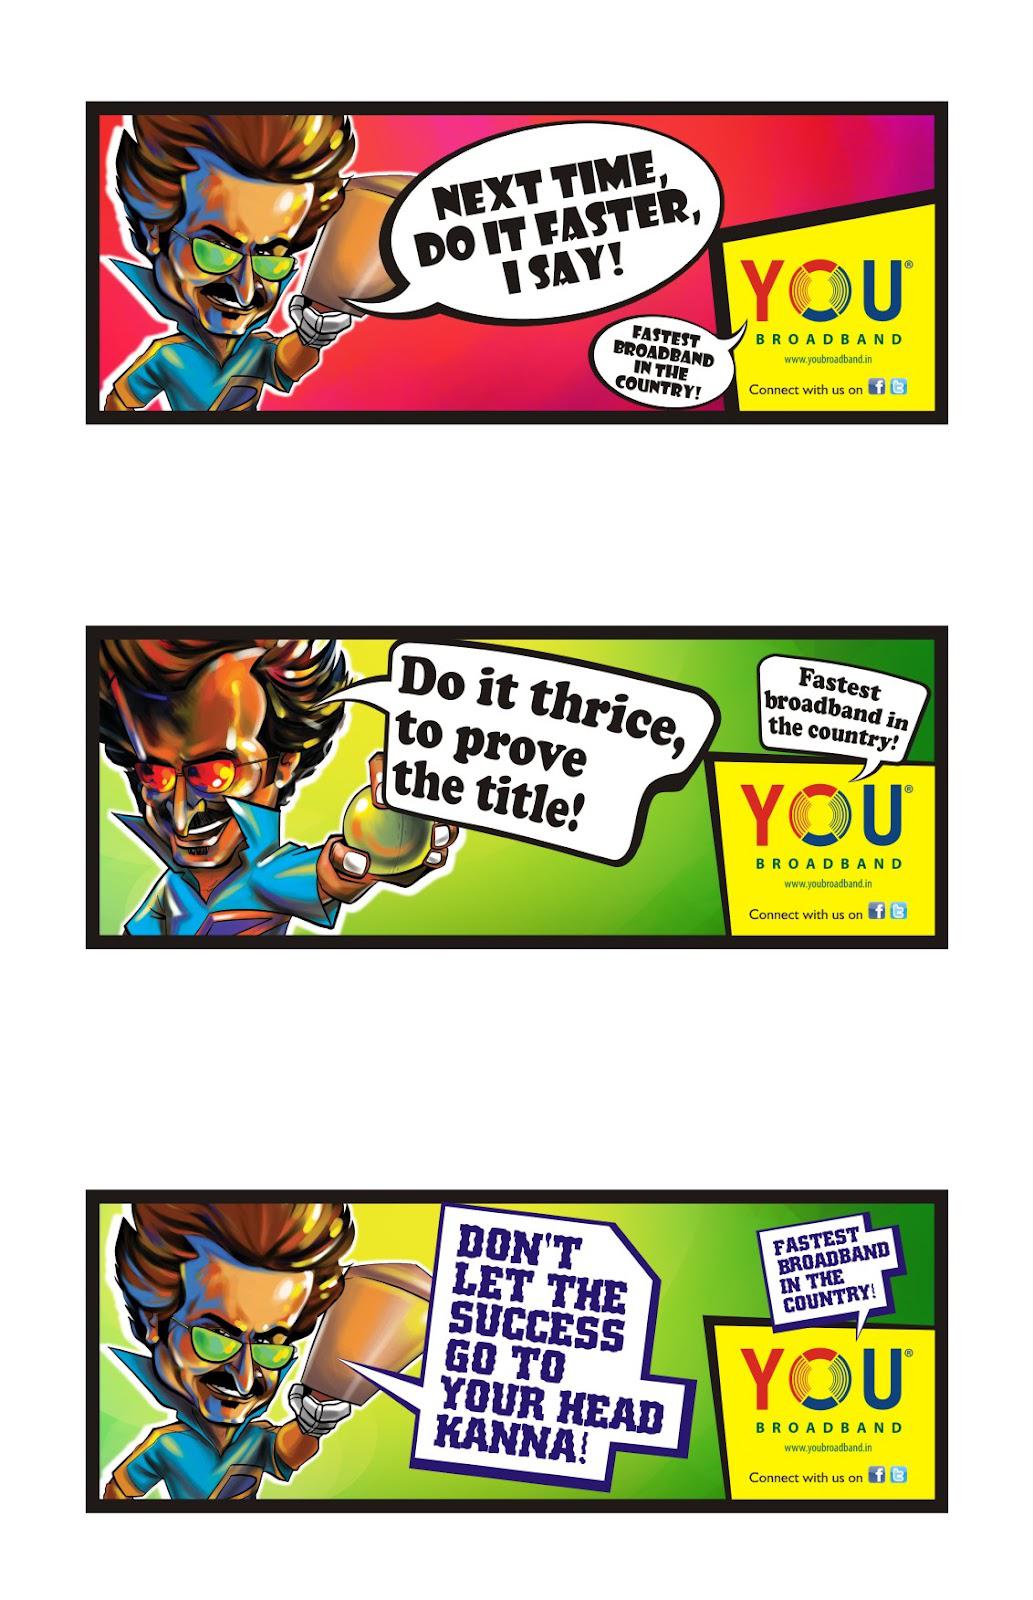 NEXT TIME,
DO IT FASTER,
I SAY!
FASTEST
BROADBAND
IN THE
COUNTRY!
YOU®
BROADBAND
www.youbroadband.in
Connect with us on f t
Do it thrice,
to prove
the title!
Fastest
broadband in
the country!
YOU®
BROADBAND
www.youbroadband.in
Connect with us on f t
DON'T
LET THE
SUCCESS
GO TO
YOUR HEAD
KANNA!
FASTEST
BROADBAND
IN THE
COUNTRY!
YOU®
BROADBAND
www.youbroadband.in
Connect with us on f t